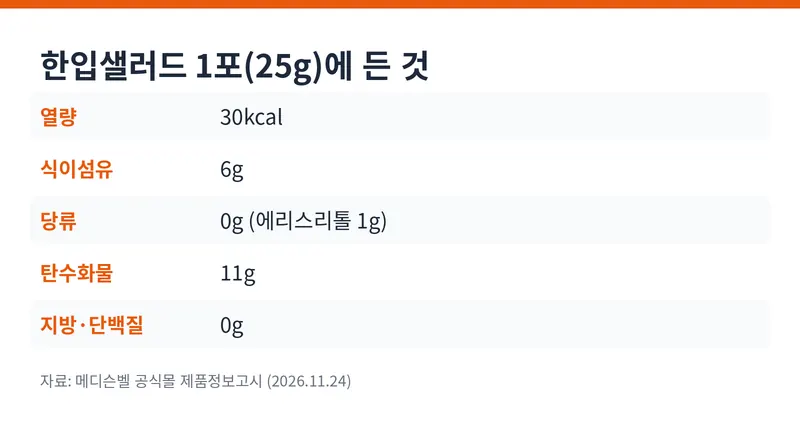 한입샐러드 1포(25g)에 든 것
열량 30kcal
식이섬유 6g
당류 0g (에리스리톨 1g)
탄수화물 11g
지방·단백질 0g
자료: 메디슨벨 공식몰 제품정보고시 (2026.11.24)